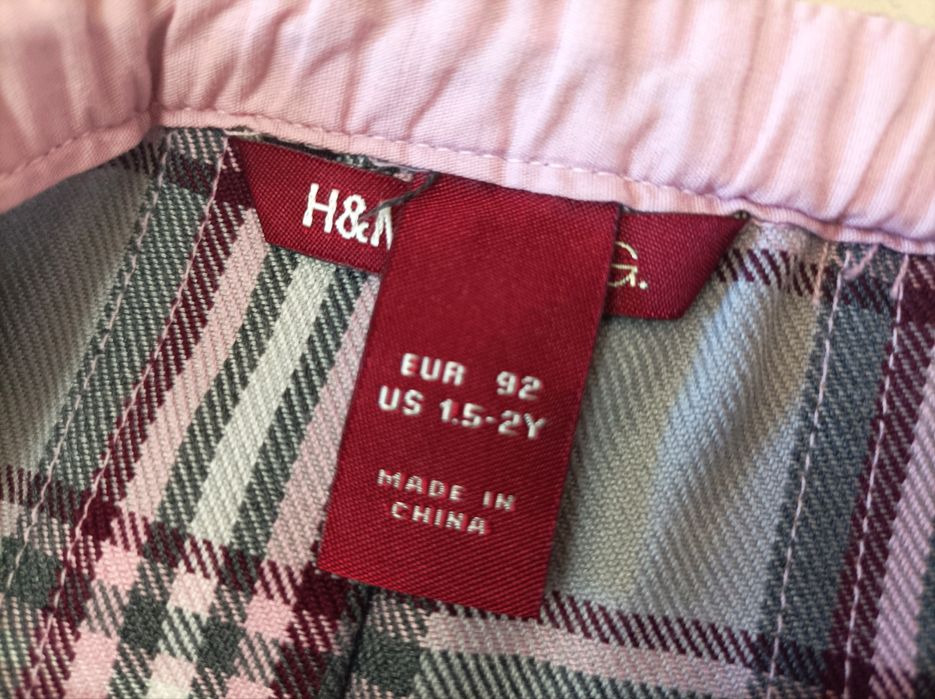 H&M
G.
EUR 92
US 1.5-2Y
MADE IN
CHINA